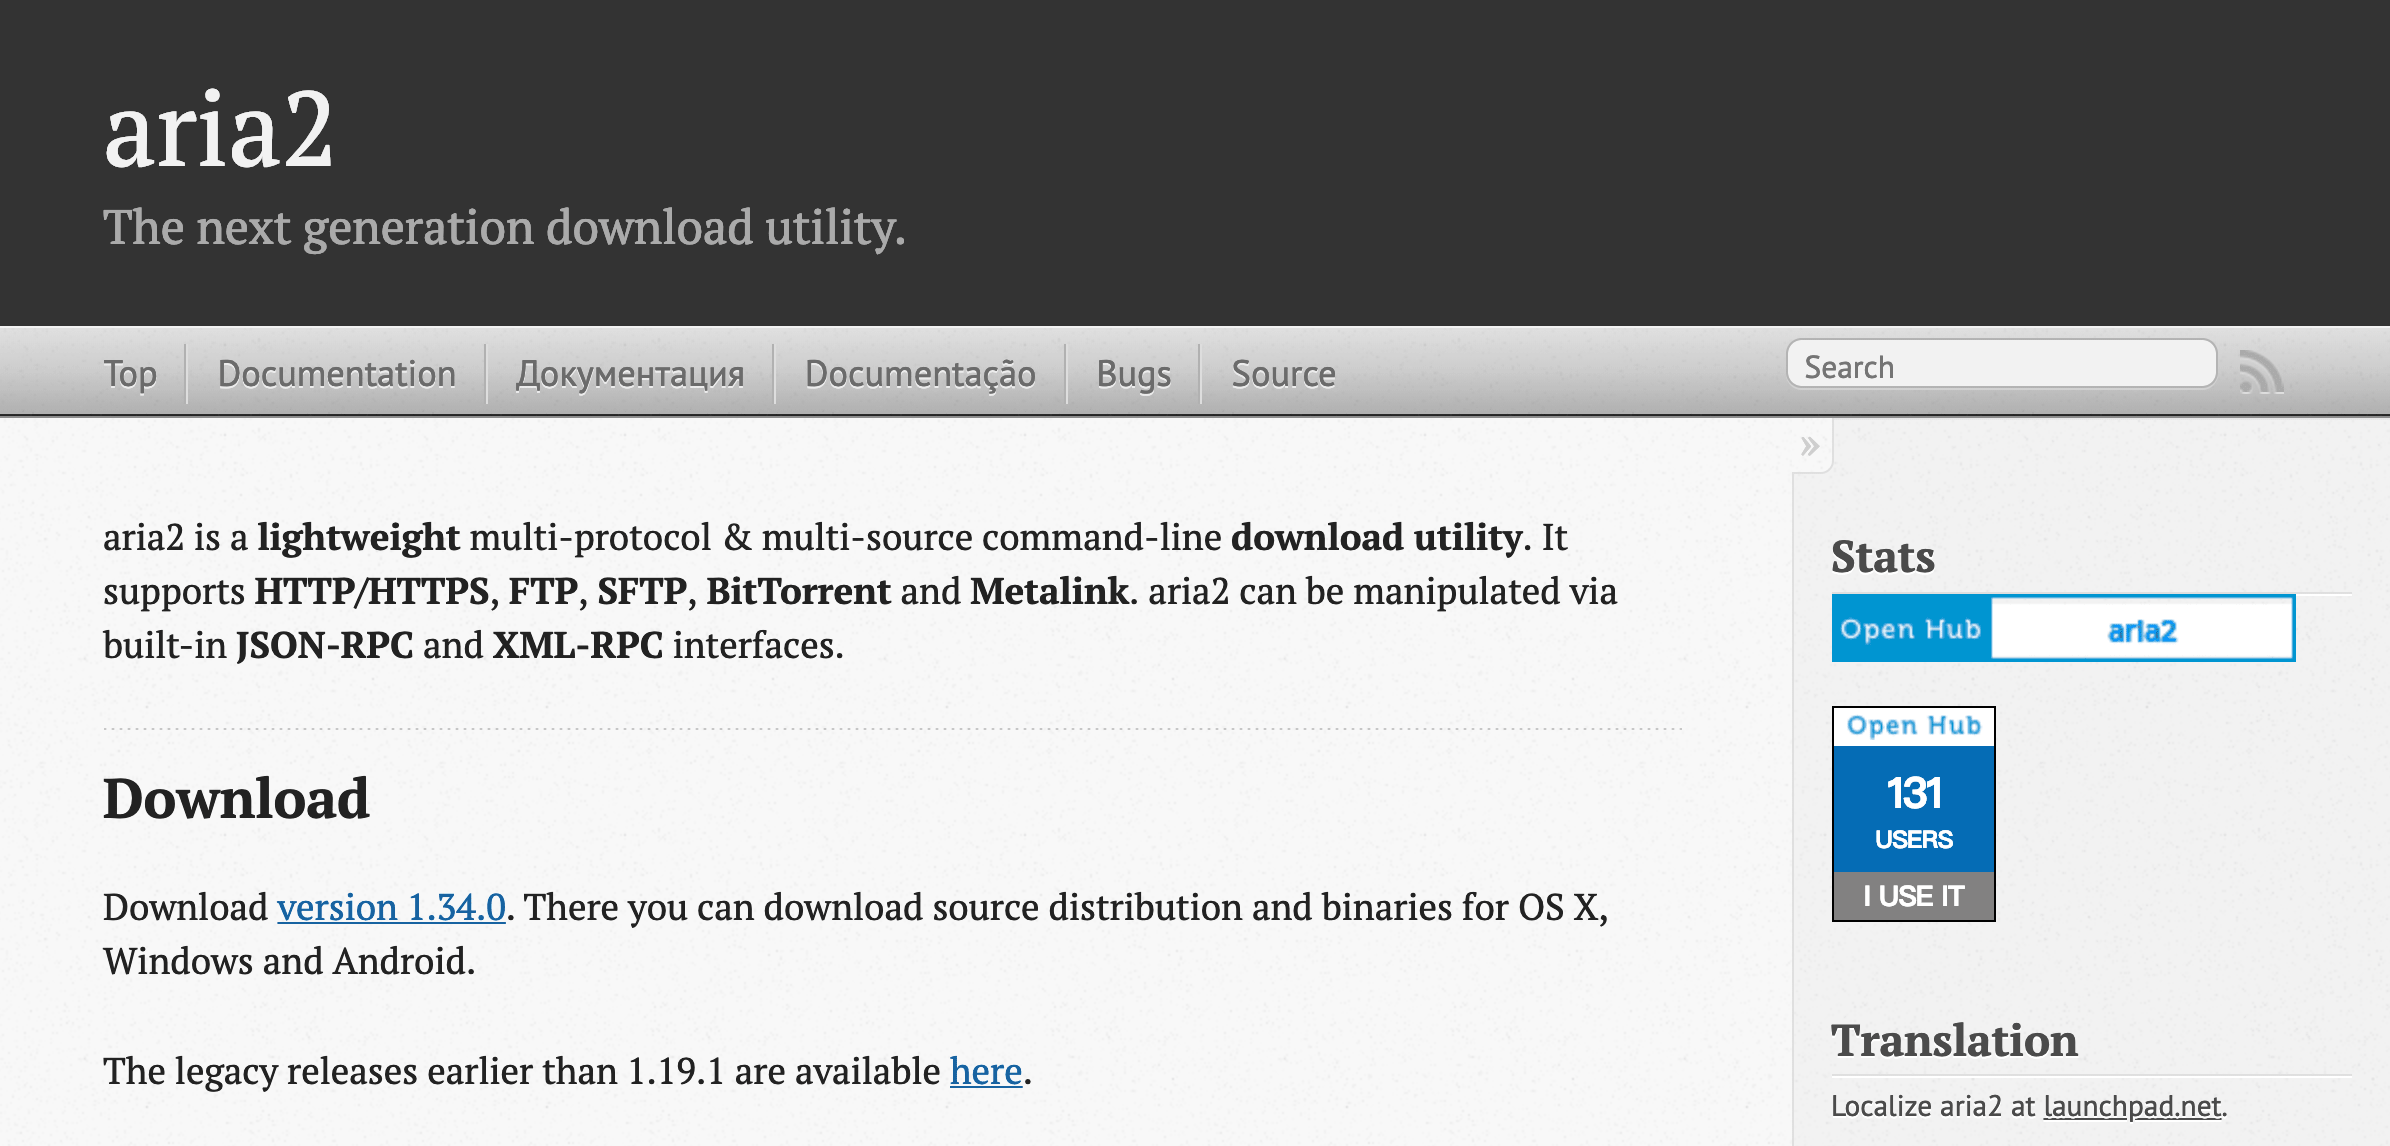 aria2
The next generation download utility.
Top
Documentation
Документация
Documentação
Bugs
Source
Search
»
aria2 is a lightweight multi-protocol & multi-source command-line download utility. It
supports HTTP/HTTPS, FTP, SFTP, BitTorrent and Metalink. aria2 can be manipulated via
built-in JSON-RPC and XML-RPC interfaces.
Download
Download version 1.34.0. There you can download source distribution and binaries for OS X,
Windows and Android.
The legacy releases earlier than 1.19.1 are available here.
Stats
Open Hub
aria2
Open Hub
131
USERS
I USE IT
Translation
Localize aria2 at launchpad.net.